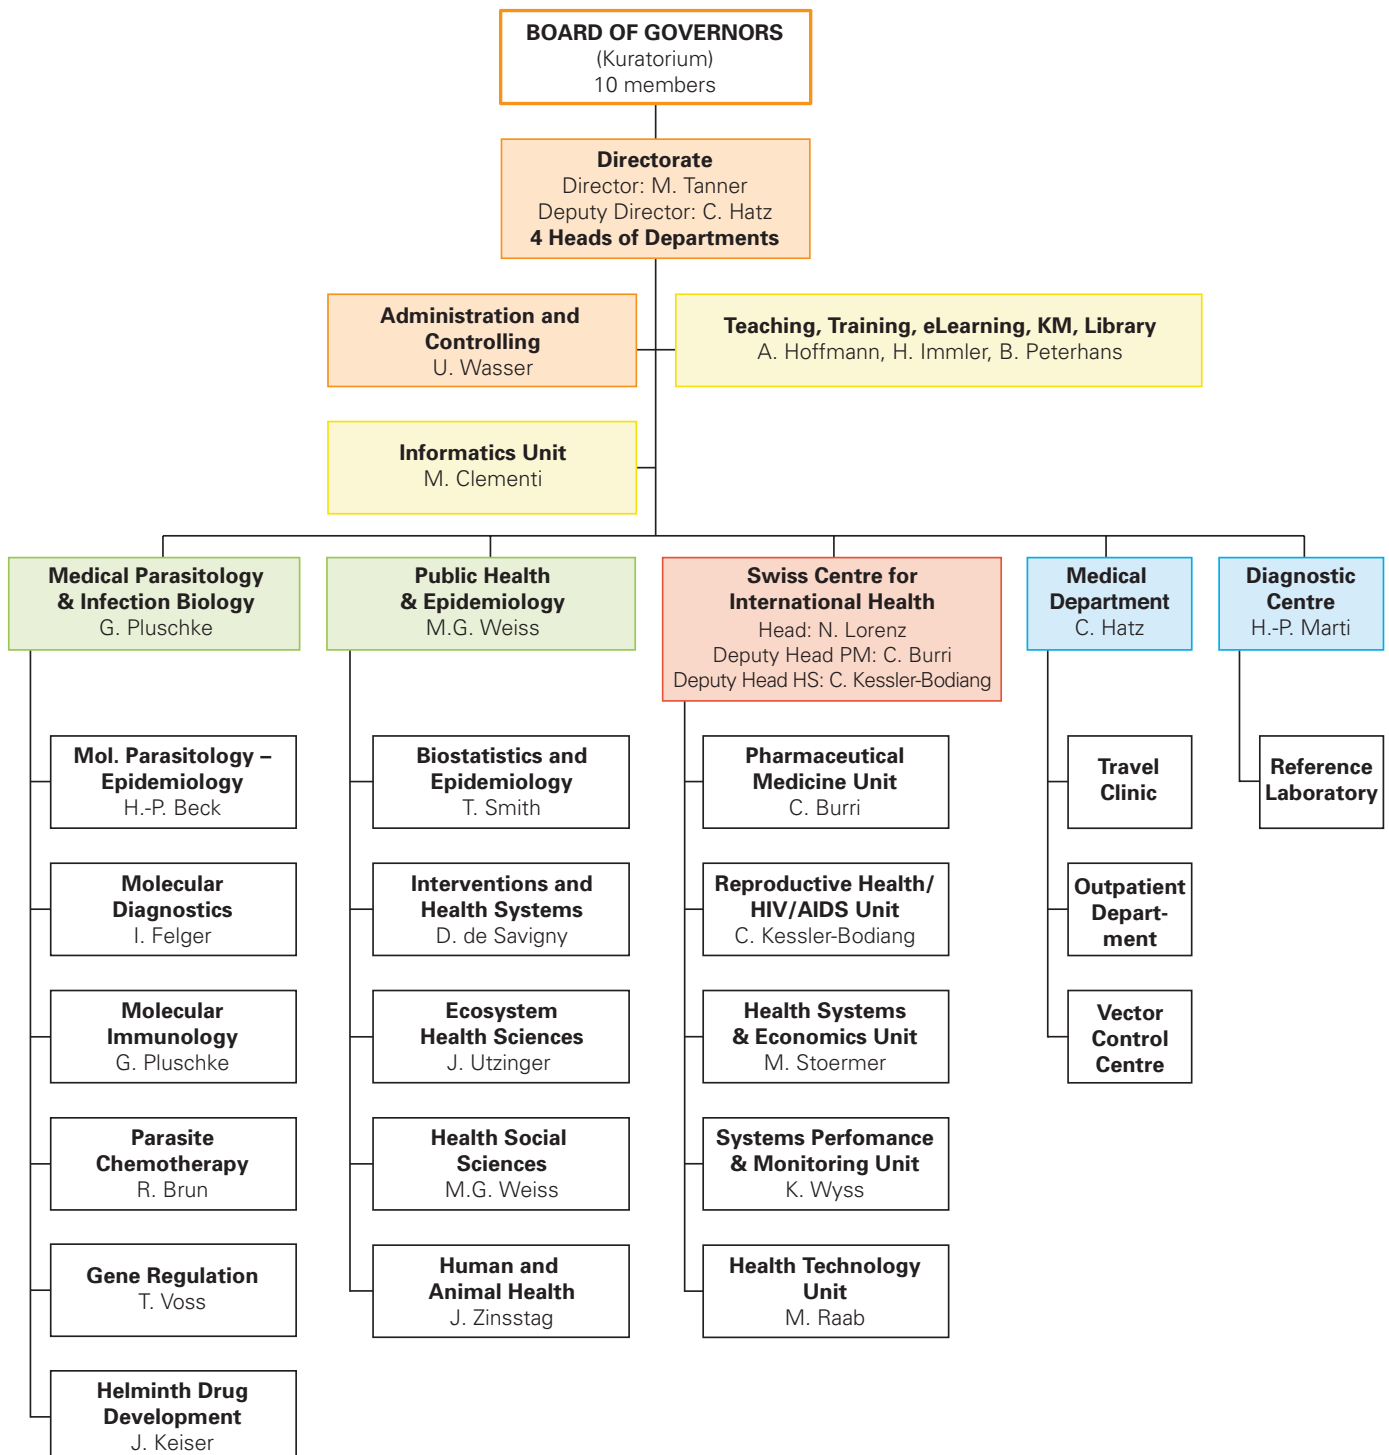 BOARD OF GOVERNORS
(Kuratorium)
10 members
Directorate
Director: M. Tanner
Deputy Director: C. Hatz
4 Heads of Departments
Administration and
Controlling
U. Wasser
Teaching, Training, eLearning, KM, Library
A. Hoffmann, H. Immler, B. Peterhans
Informatics Unit
M. Clementi
Medical Parasitology
& Infection Biology
G. Pluschke
Public Health
& Epidemiology
M.G. Weiss
Swiss Centre for
International Health
Head: N. Lorenz
Deputy Head PM: C. Burri
Deputy Head HS: C. Kessler-Bodiang
Medical
Department
C. Hatz
Diagnostic
Centre
H.-P. Marti
Mol. Parasitology –
Epidemiology
H.-P. Beck
Biostatistics and
Epidemiology
T. Smith
Pharmaceutical
Medicine Unit
C. Burri
Travel
Clinic
Reference
Laboratory
Molecular
Diagnostics
I. Felger
Interventions and
Health Systems
D. de Savigny
Reproductive Health/
HIV/AIDS Unit
C. Kessler-Bodiang
Outpatient
Depart-
ment
Molecular
Immunology
G. Pluschke
Ecosystem
Health Sciences
J. Utzinger
Health Systems
& Economics Unit
M. Stoermer
Vector
Control
Centre
Parasite
Chemotherapy
R. Brun
Health Social
Sciences
M.G. Weiss
Systems Perfomance
& Monitoring Unit
K. Wyss
Gene Regulation
T. Voss
Human and
Animal Health
J. Zinsstag
Health Technology
Unit
M. Raab
Helminth Drug
Development
J. Keiser